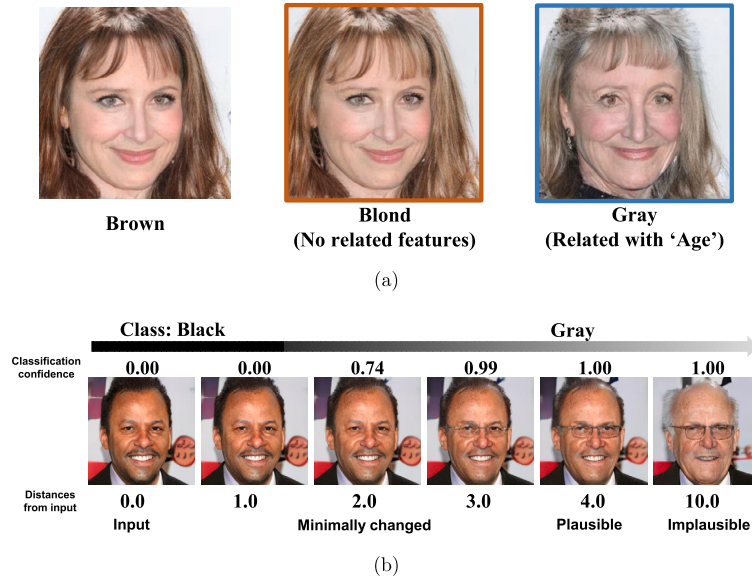 Brown
Blond
(No related features)
Gray
(Related with ‘Age’)
(a)
Class: Black
Gray
Classification
confidence
0.00
0.00
0.74
0.99
1.00
1.00
Distances
from input
0.0
1.0
2.0
3.0
4.0
10.0
Input
Minimally changed
Plausible
Implausible
(b)